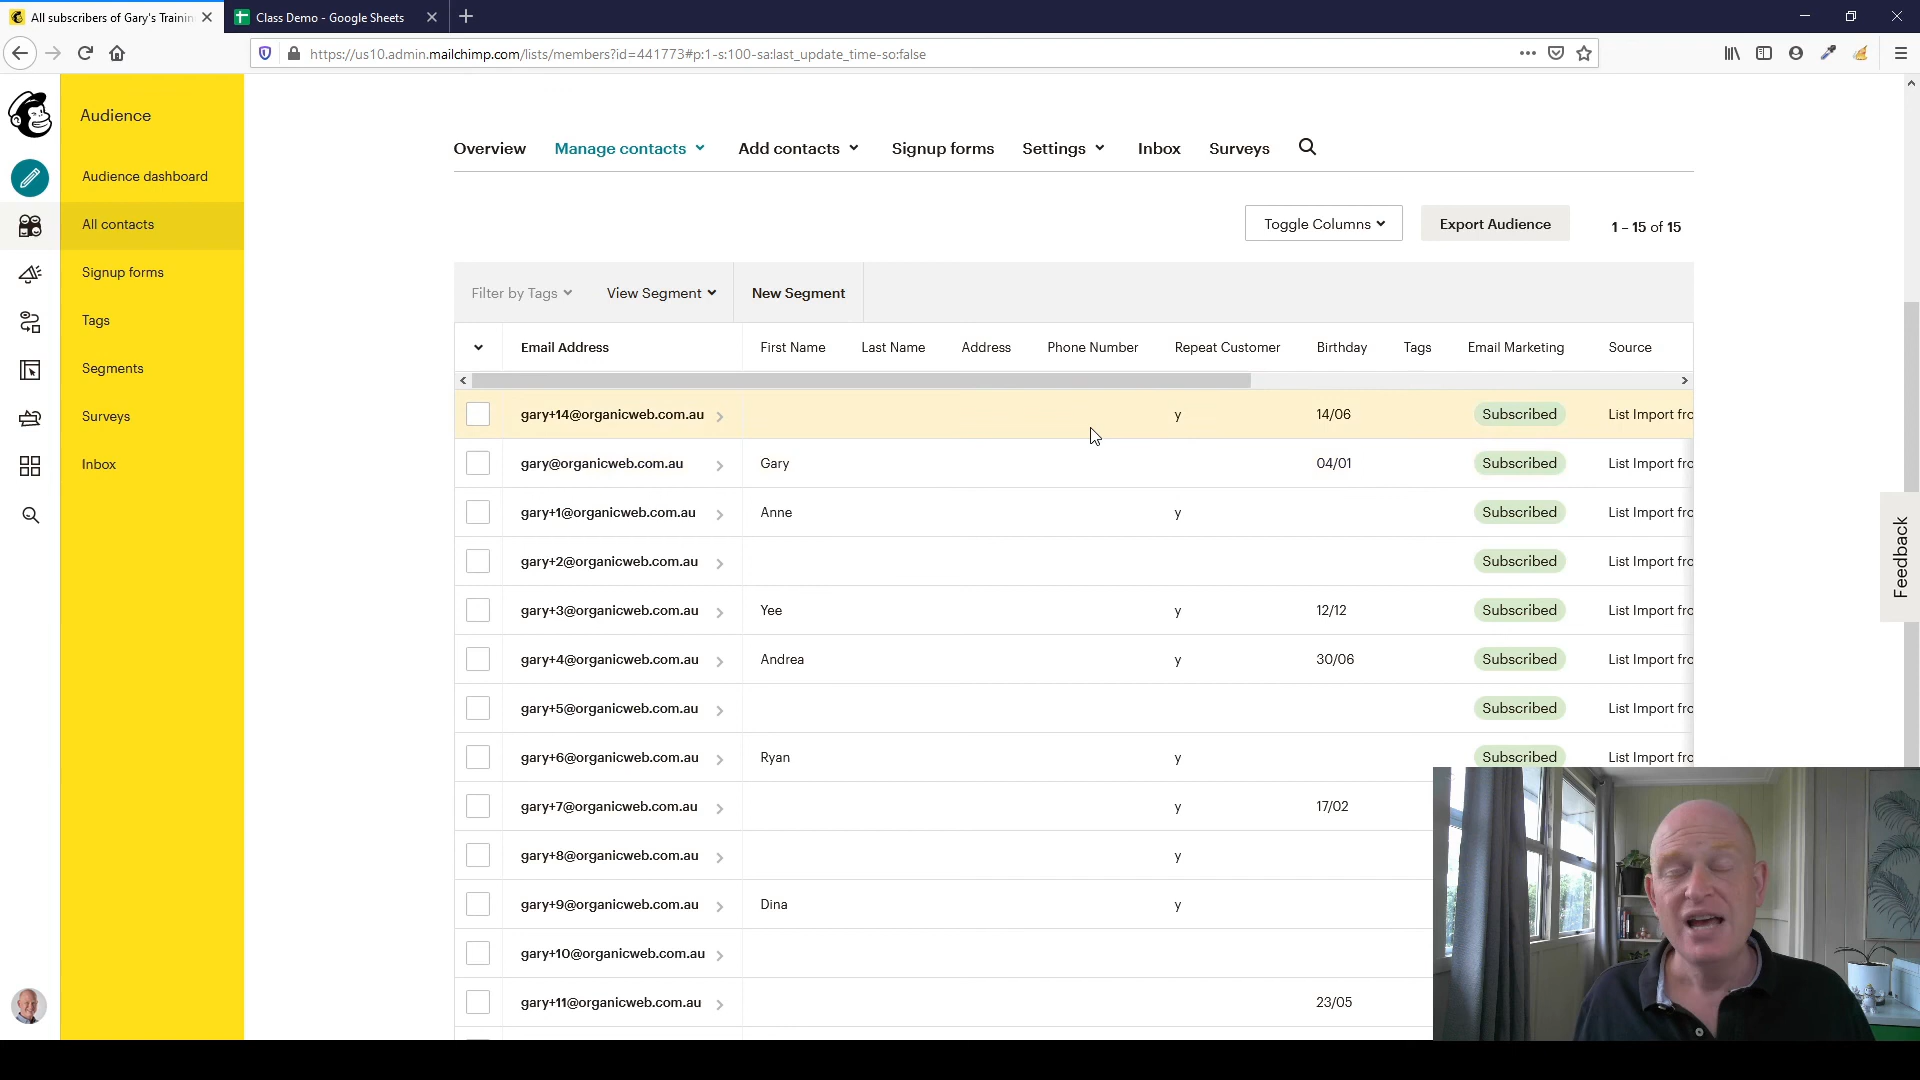 All subscribers of Gary's Trainin
Class Demo - Google Sheets
https://us10.admin.mailchimp.com/lists/members?id=441773#p:1-s:100-sa:last_update_time-so:false
Audience
Audience dashboard
All contacts
Signup forms
Tags
Segments
Surveys
Inbox
Overview Manage contacts Add contacts Signup forms Settings Inbox Surveys
Toggle Columns Export Audience 1 – 15 of 15
Filter by Tags View Segment New Segment
Email Address First Name Last Name Address Phone Number Repeat Customer Birthday Tags Email Marketing Source
gary+14@organicweb.com.au y 14/06 Subscribed List Import fro
gary@organicweb.com.au Gary 04/01 Subscribed List Import fro
gary+1@organicweb.com.au Anne y Subscribed List Import fro
gary+2@organicweb.com.au Subscribed List Import fro
gary+3@organicweb.com.au Yee y 12/12 Subscribed List Import fro
gary+4@organicweb.com.au Andrea y 30/06 Subscribed List Import fro
gary+5@organicweb.com.au Subscribed List Import fro
gary+6@organicweb.com.au Ryan y Subscribed List Import fro
gary+7@organicweb.com.au y 17/02
gary+8@organicweb.com.au y
gary+9@organicweb.com.au Dina y
gary+10@organicweb.com.au
gary+11@organicweb.com.au 23/05
Feedback